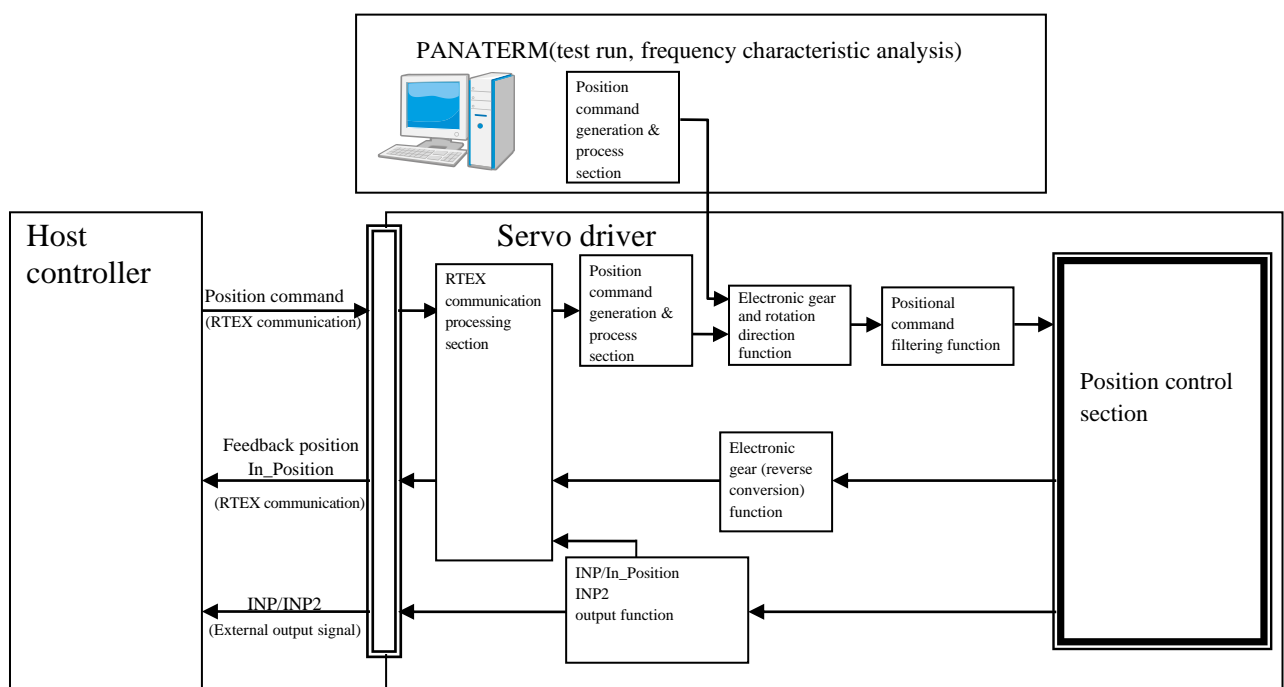 PANATERM(test run, frequency characteristic analysis)
Position
command
generation &
process
section
Host
controller
Servo driver
Position command
(RTEX communication)
RTEX
communication
processing
section
Position
command
generation &
process
section
Electronic gear
and rotation
direction
function
Positional
command
filtering function
Position control
section
Feedback position
In_Position
(RTEX communication)
Electronic
gear (reverse
conversion)
function
INP/INP2
(External output signal)
INP/In_Position
INP2
output function